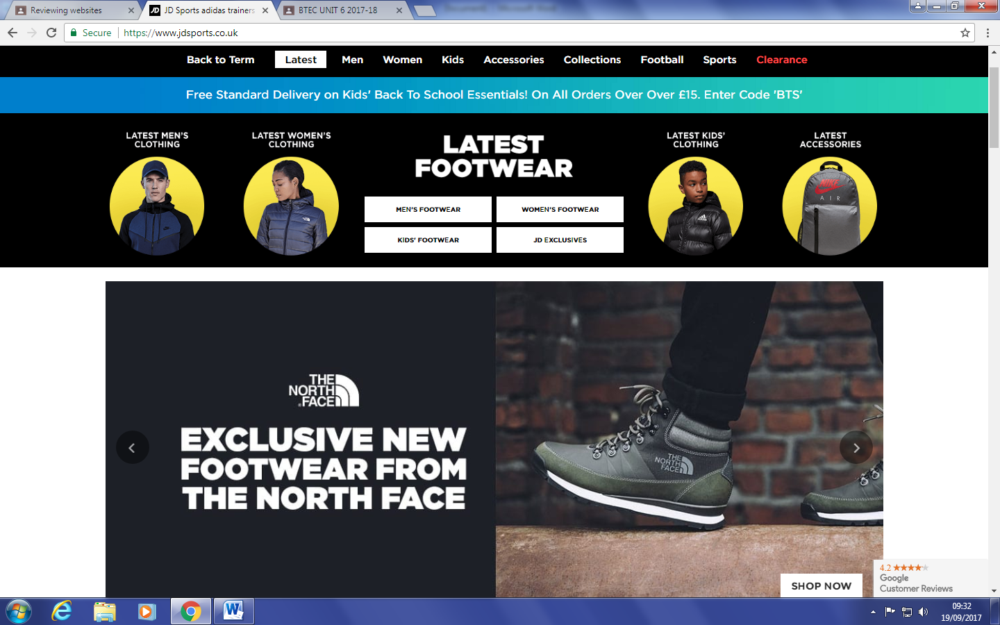 Reviewing websites
JD Sports adidas trainers
BTEC UNIT 6 2017-18
Secure https://www.jdsports.co.uk
Back to Term Latest Men Women Kids Accessories Collections Football Sports Clearance
Free Standard Delivery on Kids' Back To School Essentials! On All Orders Over Over £15. Enter Code 'BTS'
LATEST MEN'S
CLOTHING
LATEST WOMEN'S
CLOTHING
LATEST
FOOTWEAR
MEN'S FOOTWEAR
WOMEN'S FOOTWEAR
KIDS' FOOTWEAR
JD EXCLUSIVES
LATEST KIDS'
CLOTHING
LATEST
ACCESSORIES
NIKE
AIR
adidas
THE
NORTH
FACE
EXCLUSIVE NEW
FOOTWEAR FROM
THE NORTH FACE
THE
NORTH
FACE
SHOP NOW
4.2
Google
Customer Reviews
09:32
19/09/2017